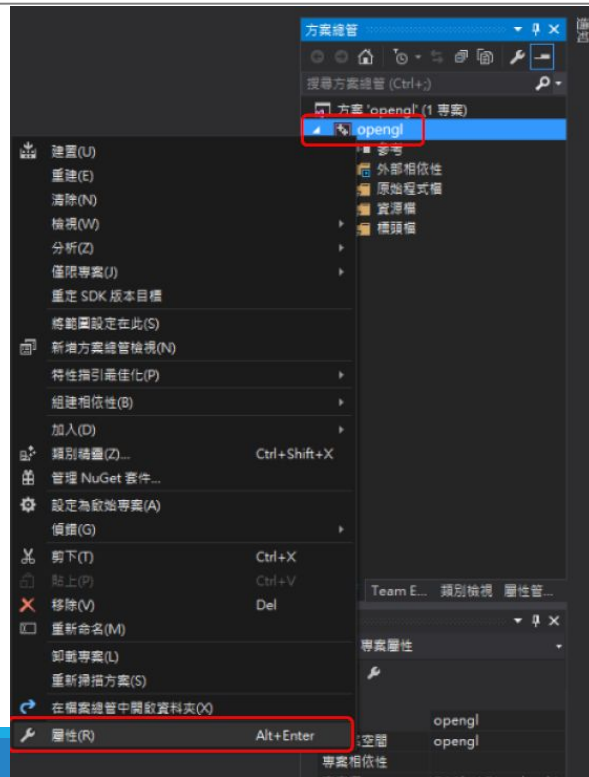 方案總管
搜尋方案總管 (Ctrl+;)
方案 'opengl' (1 專案)
opengl
參考
外部相依性
原始程式檔
資源檔
標頭檔
建置(U)
重建(E)
清除(N)
檢視(W)
分析(Z)
僅限專案(J)
重定 SDK 版本目標
將範圍設定在此(S)
新增方案總管檢視(N)
特性指引最佳化(P)
組建相依性(B)
加入(D)
類別精靈(Z)... Ctrl+Shift+X
管理 NuGet 套件...
設定為啟始專案(A)
偵錯(G)
剪下(T) Ctrl+X
貼上(P) Ctrl+V
移除(V) Del
重新命名(M)
卸載專案(L)
重新掃描方案(S)
在檔案總管中開啟資料夾(X)
屬性(R) Alt+Enter
Team E... 類別檢視 屬性管...
專案屬性
opengl
空間 opengl
專案相依性